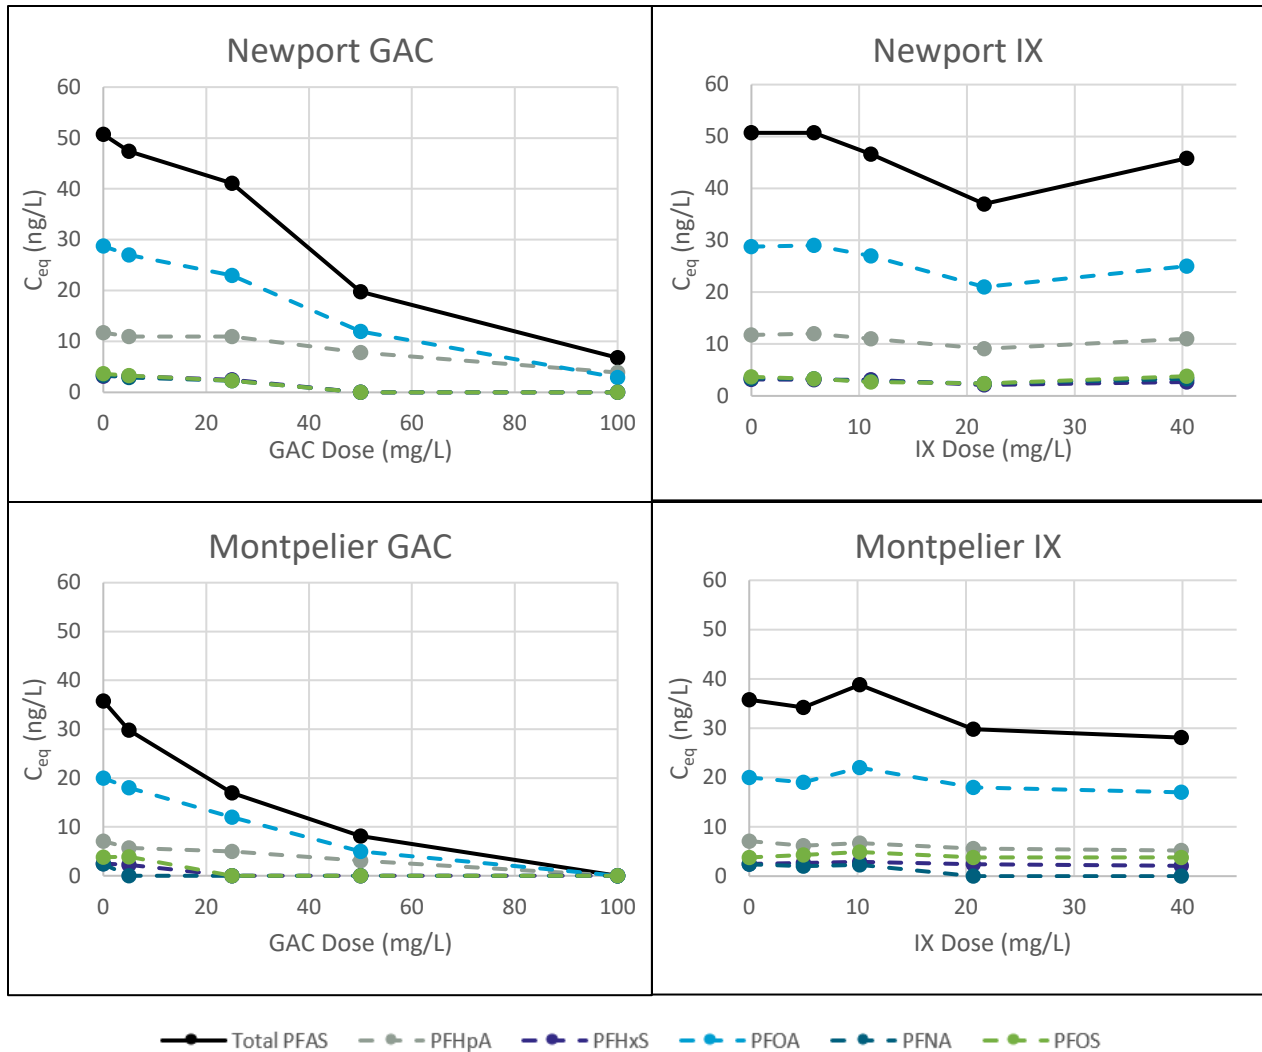 Newport GAC
60
50
40
30
20
10
0
C_eq (ng/L)
0 20 40 60 80 100
GAC Dose (mg/L)
Newport IX
60
50
40
30
20
10
0
C_eq (ng/L)
0 10 20 30 40
IX Dose (mg/L)
Montpelier GAC
60
50
40
30
20
10
0
C_eq (ng/L)
0 20 40 60 80 100
GAC Dose (mg/L)
Montpelier IX
60
50
40
30
20
10
0
C_eq (ng/L)
0 10 20 30 40
IX Dose (mg/L)
Total PFAS PFHpA PFHxS PFOA PFNA PFOS